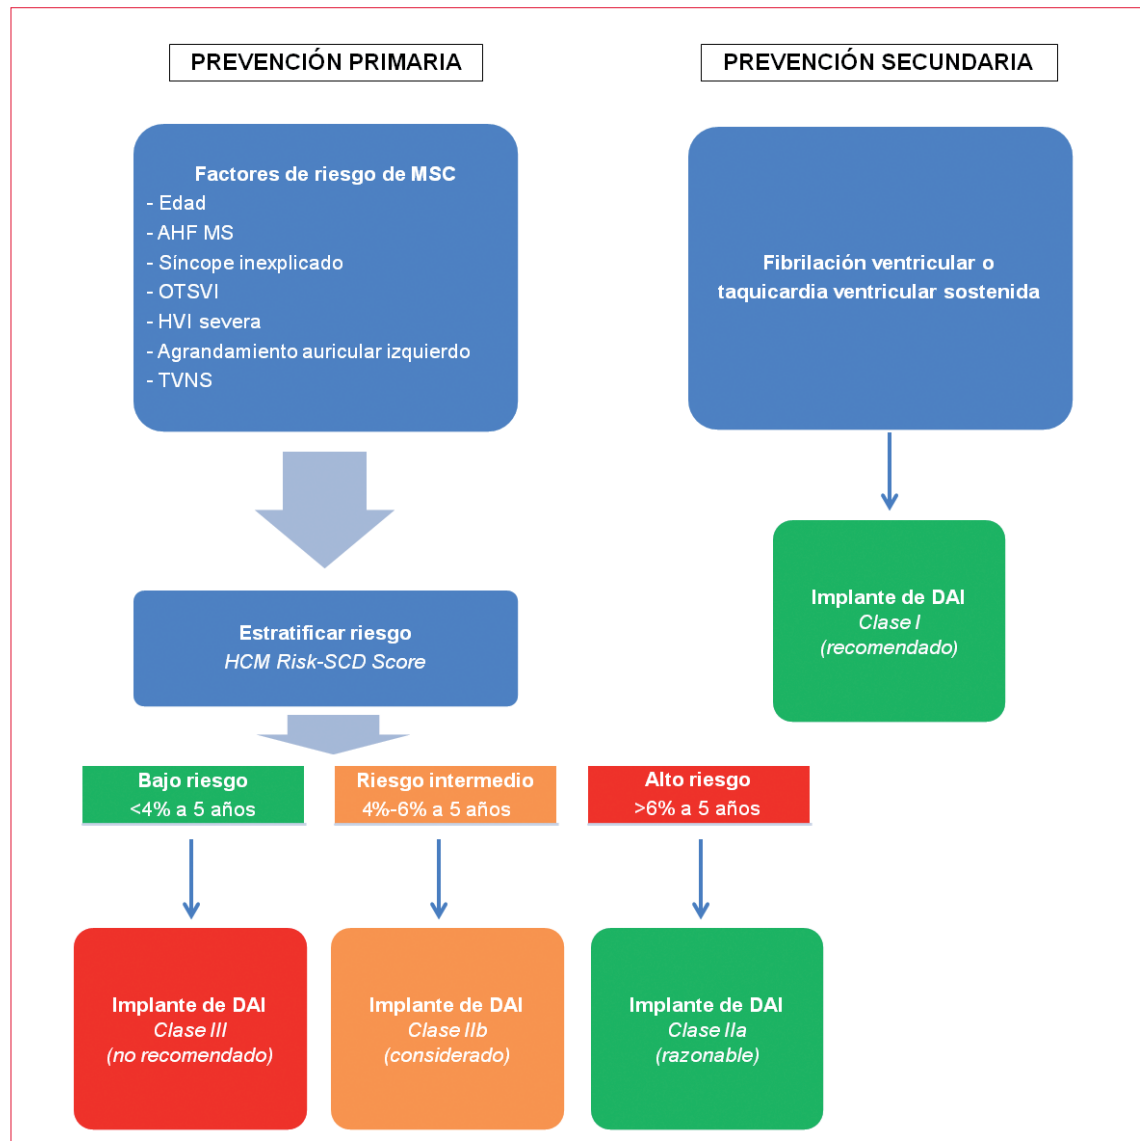 PREVENCIÓN PRIMARIA
Factores de riesgo de MSC
- Edad
- AHF MS
- Síncope inexplicado
- OTSVI
- HVI severa
- Agrandamiento auricular izquierdo
- TVNS
Estratificar riesgo
HCM Risk-SCD Score
Bajo riesgo
<4% a 5 años
Riesgo intermedio
4%-6% a 5 años
Alto riesgo
>6% a 5 años
Implante de DAI
Clase III
(no recomendado)
Implante de DAI
Clase IIb
(considerado)
Implante de DAI
Clase IIa
(razonable)
PREVENCIÓN SECUNDARIA
Fibrilación ventricular o
taquicardia ventricular sostenida
Implante de DAI
Clase I
(recomendado)